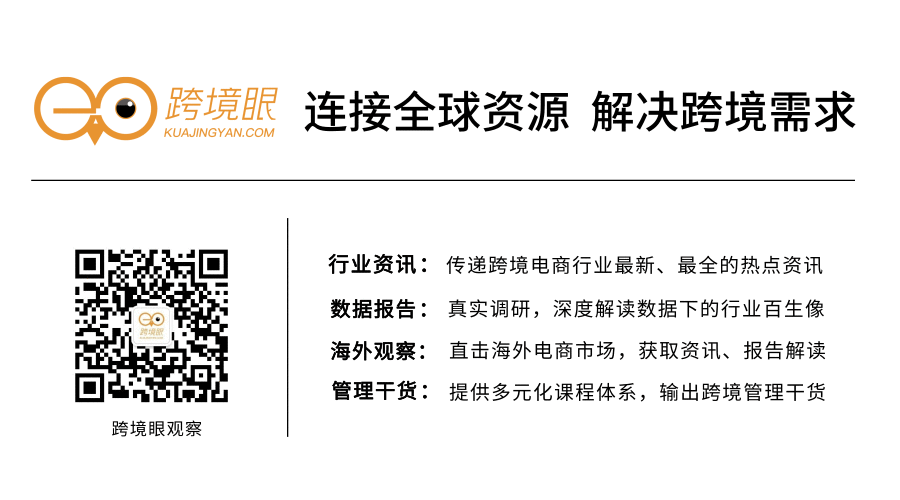 跨境眼
KUAJINGYAN.COM
连接全球资源 解决跨境需求
行业资讯：传递跨境电商行业最新、最全的热点资讯
数据报告：真实调研，深度解读数据下的行业百生像
海外观察：直击海外电商市场，获取资讯、报告解读
管理干货：提供多元化课程体系，输出跨境管理干货
跨境眼
跨境眼观察